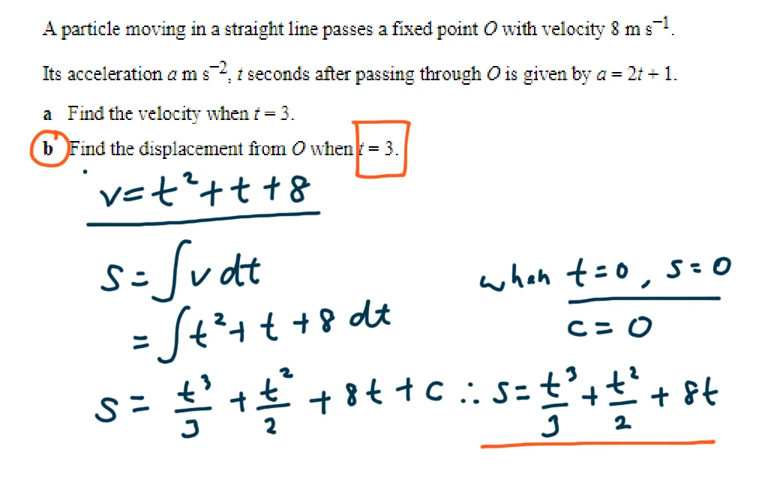 A particle moving in a straight line passes a fixed point O with velocity 8 m s⁻¹.
Its acceleration a m s⁻², t seconds after passing through O is given by a = 2t + 1.
a Find the velocity when t = 3.
b Find the displacement from O when t = 3.
v = t² + t + 8
s = ∫ v dt
when t = 0, s = 0
= ∫ t² + t + 8 dt
c = 0
s = t³/3 + t²/2 + 8t + c ∴ s = t³/3 + t²/2 + 8t